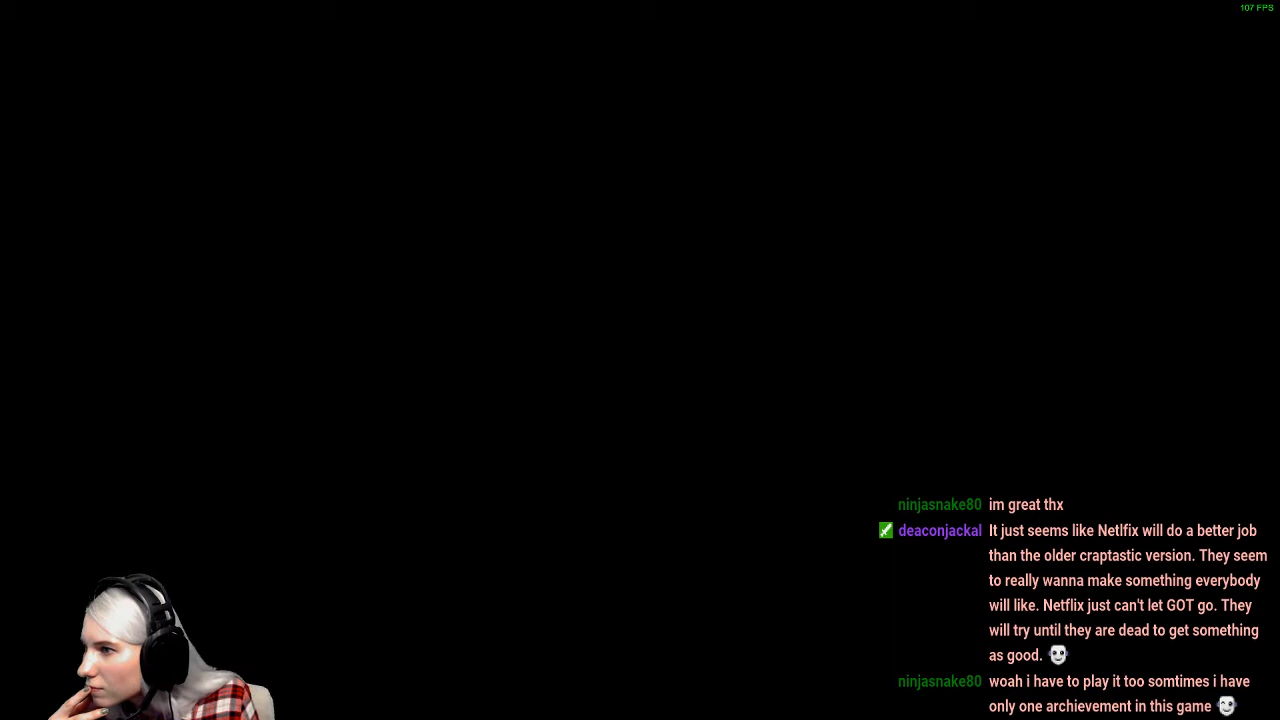 107 FPS
ninjasnake80 im great thx
deaconjackal It just seems like Netlfix will do a better job
than the older craptastic version. They seem
to really wanna make something everybody
will like. Netflix just can't let GOT go. They
will try until they are dead to get something
as good.
ninjasnake80 woah i have to play it too somtimes i have
only one archievement in this game